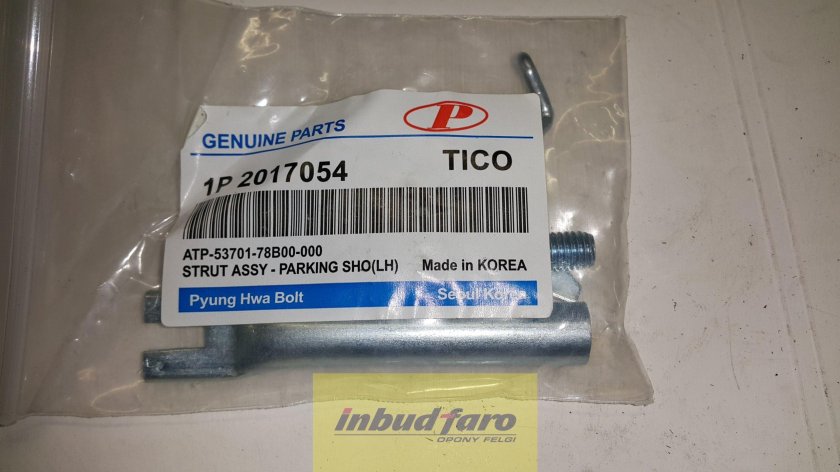 GENUINE PARTS
P
1P 2017054
TICO
ATP-53701-78B00-000
STRUT ASSY - PARKING SHO(LH) Made in KOREA
Pyung Hwa Bolt Seoul Korea
inbud faro
OPONY FELGI